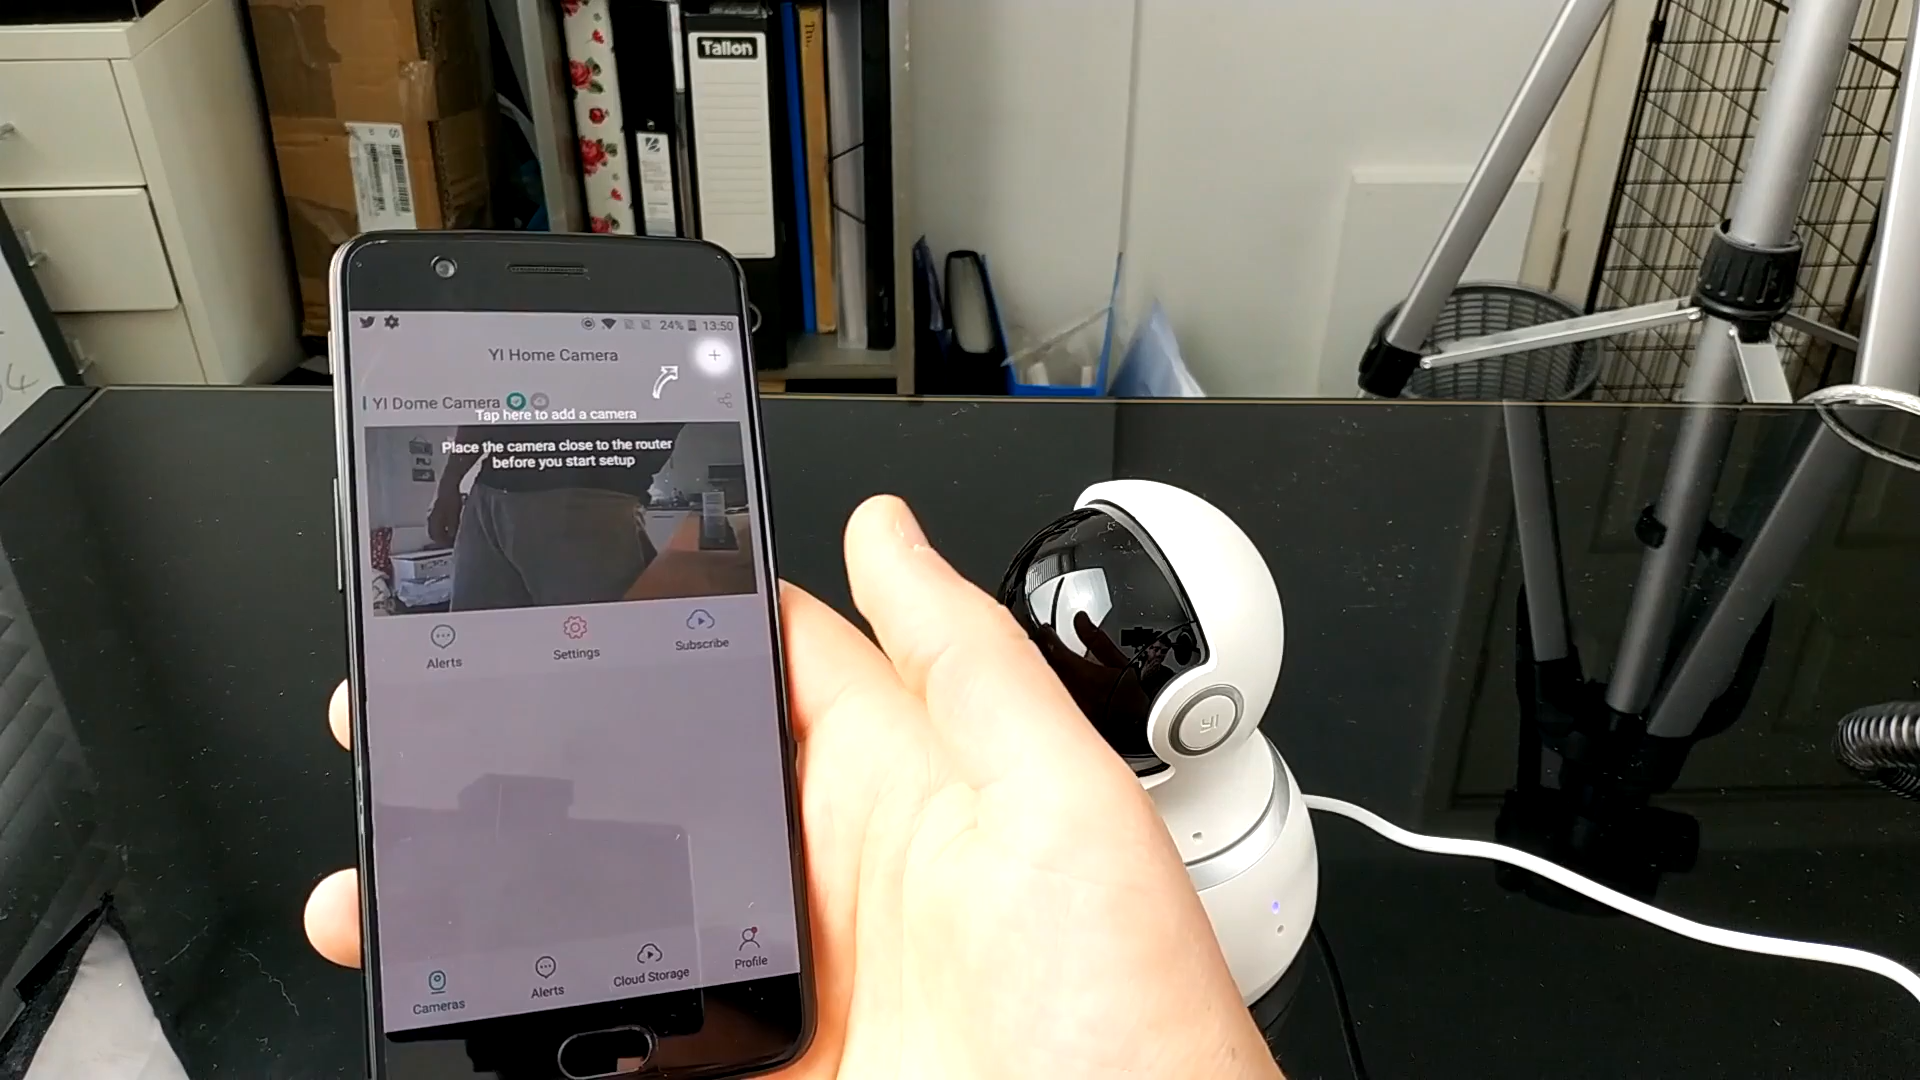 Tallon
24% 13:50
YI Home Camera
+
YI Dome Camera
Tap here to add a camera
Place the camera close to the router
before you start setup
Alerts
Settings
Subscribe
YI
Cameras
Alerts
Cloud Storage
Profile